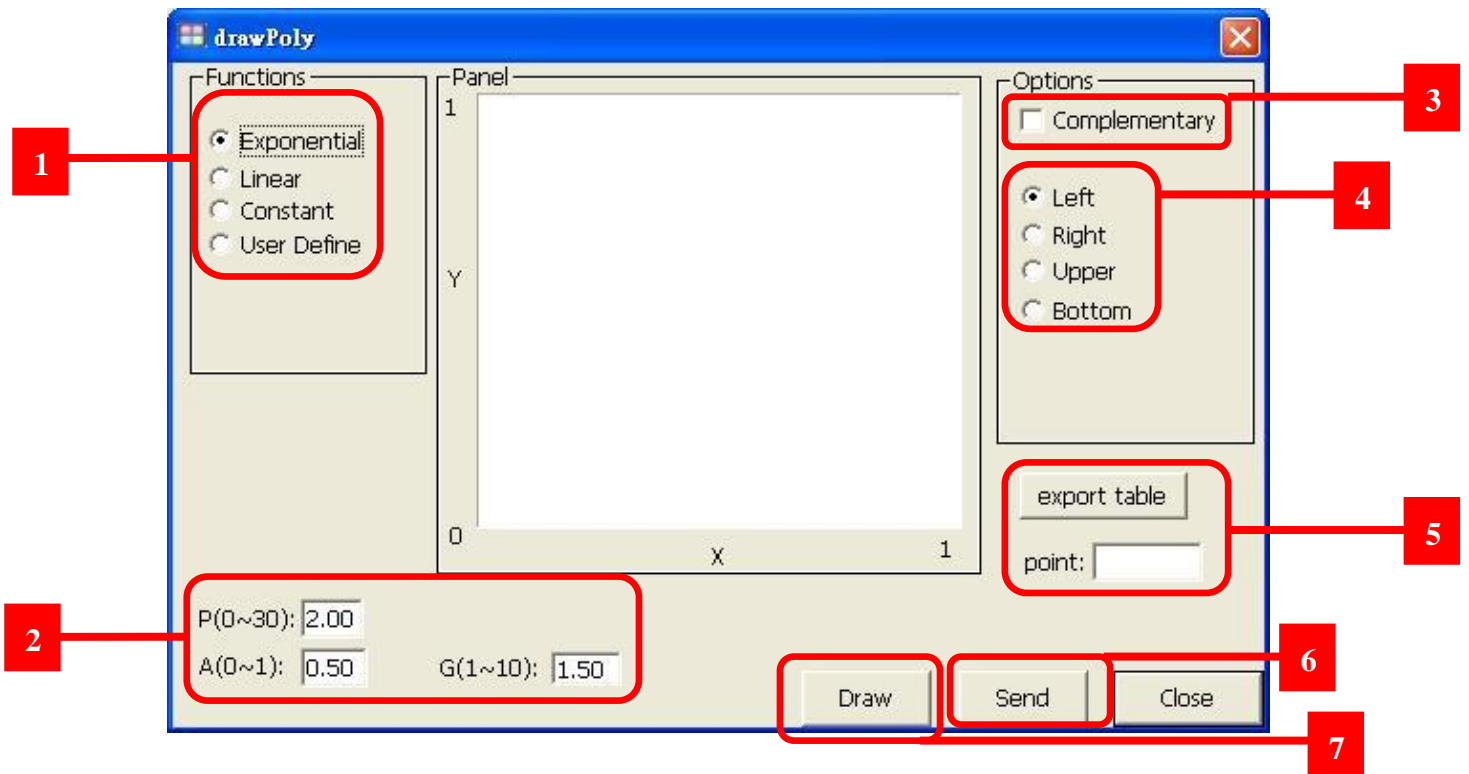 drawPoly
Functions
Exponential
Linear
Constant
User Define
1
Panel
1
Y
0
X
1
Options
Complementary
3
Left
Right
Upper
Bottom
4
export table
point:
5
P(0~30): 2.00
A(0~1): 0.50
G(1~10): 1.50
2
Draw
Send
Close
6
7